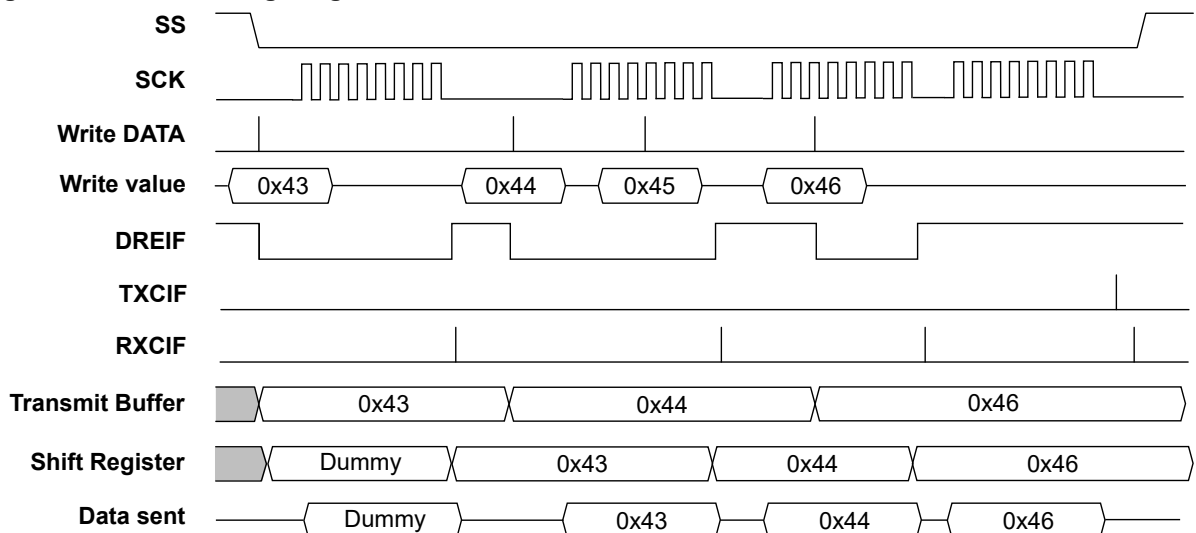 SS
SCK
Write DATA
Write value 0x43 0x44 0x45 0x46
DREIF
TXCIF
RXCIF
Transmit Buffer 0x43 0x44 0x46
Shift Register Dummy 0x43 0x44 0x46
Data sent Dummy 0x43 0x44 0x46